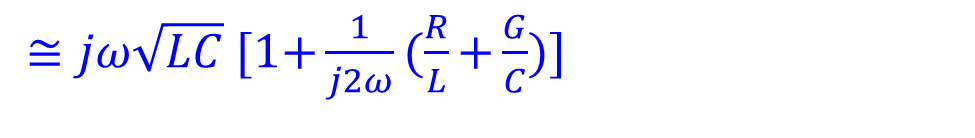 ≅ jω√LC [1+ 1/j2ω (R/L + G/C)]